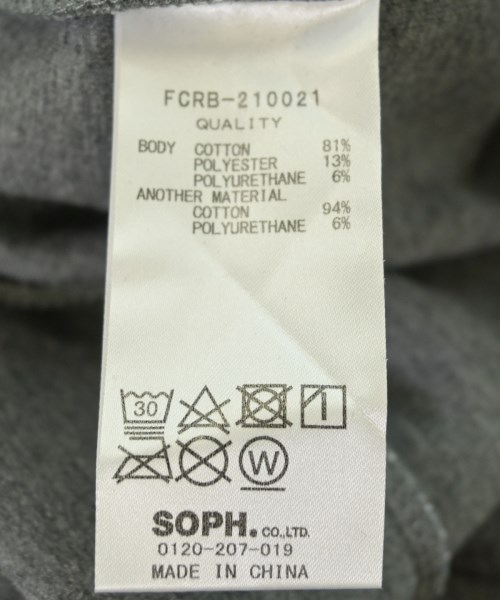 FCRB-210021
QUALITY
BODY COTTON 81%
POLYESTER 13%
POLYURETHANE 6%
ANOTHER MATERIAL
COTTON 94%
POLYURETHANE 6%
30
W
SOPH. CO.,LTD.
0120-207-019
MADE IN CHINA